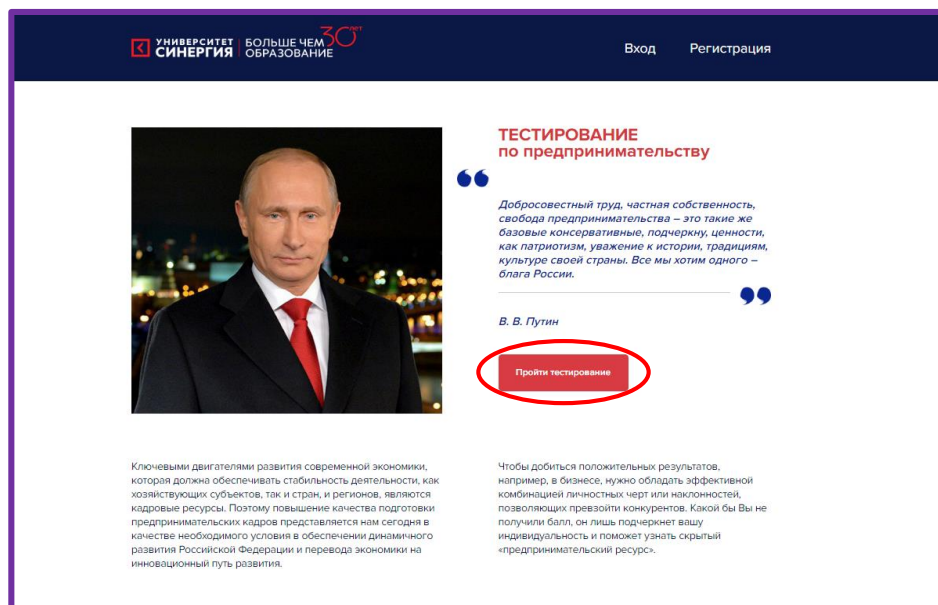 УНИВЕРСИТЕТ
СИНЕРГИЯ
БОЛЬШЕ ЧЕМ
ОБРАЗОВАНИЕ
30 лет
Вход Регистрация
ТЕСТИРОВАНИЕ
по предпринимательству
Добросовестный труд, частная собственность,
свобода предпринимательства – это такие же
базовые консервативные, подчеркну, ценности,
как патриотизм, уважение к истории, традициям,
культуре своей страны. Все мы хотим одного –
блага России.
В. В. Путин
Пройти тестирование
Ключевыми двигателями развития современной экономики,
которая должна обеспечивать стабильность деятельности, как
хозяйствующих субъектов, так и стран, и регионов, являются
кадровые ресурсы. Поэтому повышение качества подготовки
предпринимательских кадров представляется нам сегодня в
качестве необходимого условия в обеспечении динамичного
развития Российской Федерации и перевода экономики на
инновационный путь развития.
Чтобы добиться положительных результатов,
например, в бизнесе, нужно обладать эффективной
комбинацией личностных черт или наклонностей,
позволяющих превзойти конкурентов. Какой бы Вы не
получили балл, он лишь подчеркнет вашу
индивидуальность и поможет узнать скрытый
«предпринимательский ресурс».